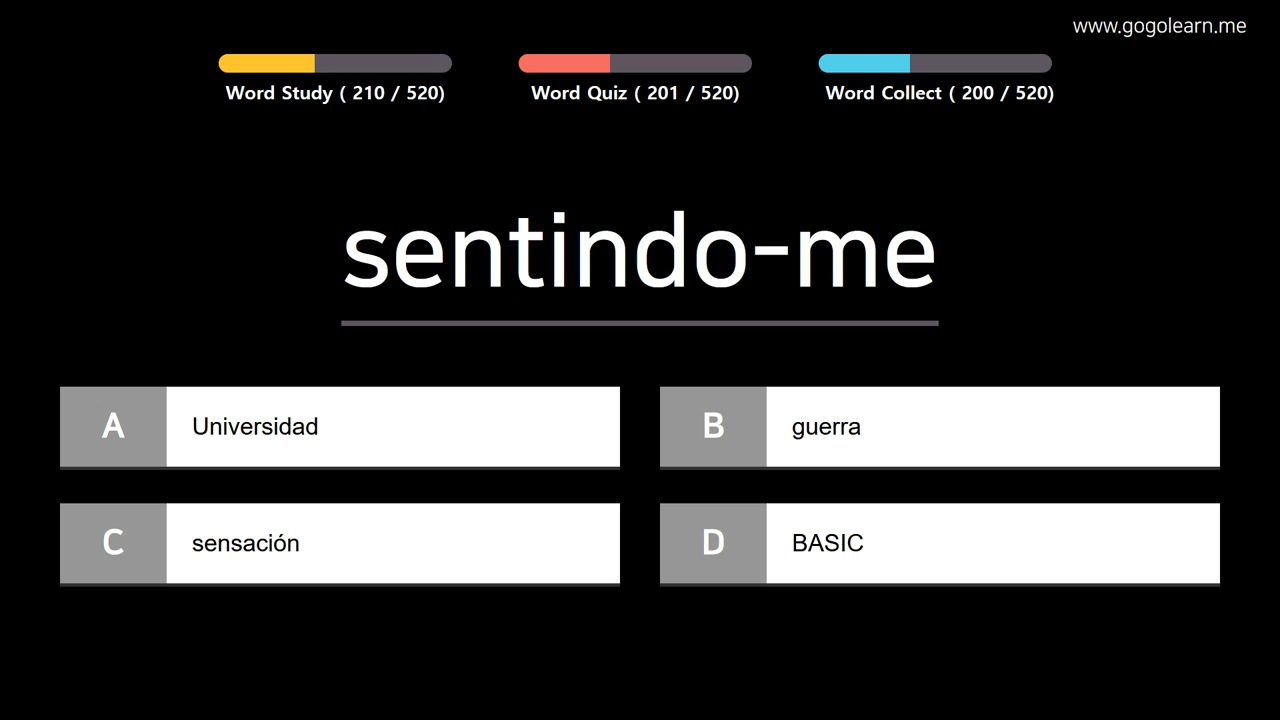 www.gogolearn.me
Word Study ( 210 / 520)
Word Quiz ( 201 / 520)
Word Collect ( 200 / 520)
sentindo-me
A Universidad
B guerra
C sensación
D BASIC